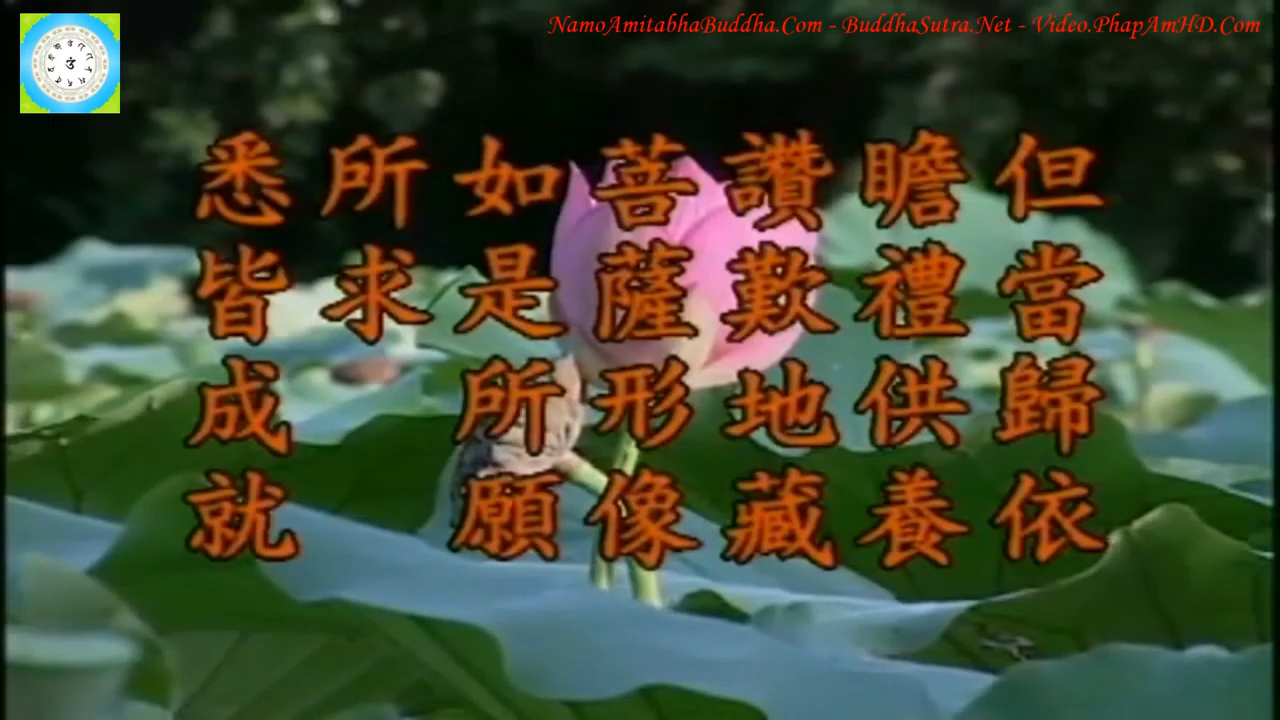 NamoAmitabhaBuddha.Com - BuddhaSutra.Net - Video.PhapAmHD.Com
但當歸依
瞻禮供養
讚歎地藏
菩薩形像
如是所願
所求
悉皆成就